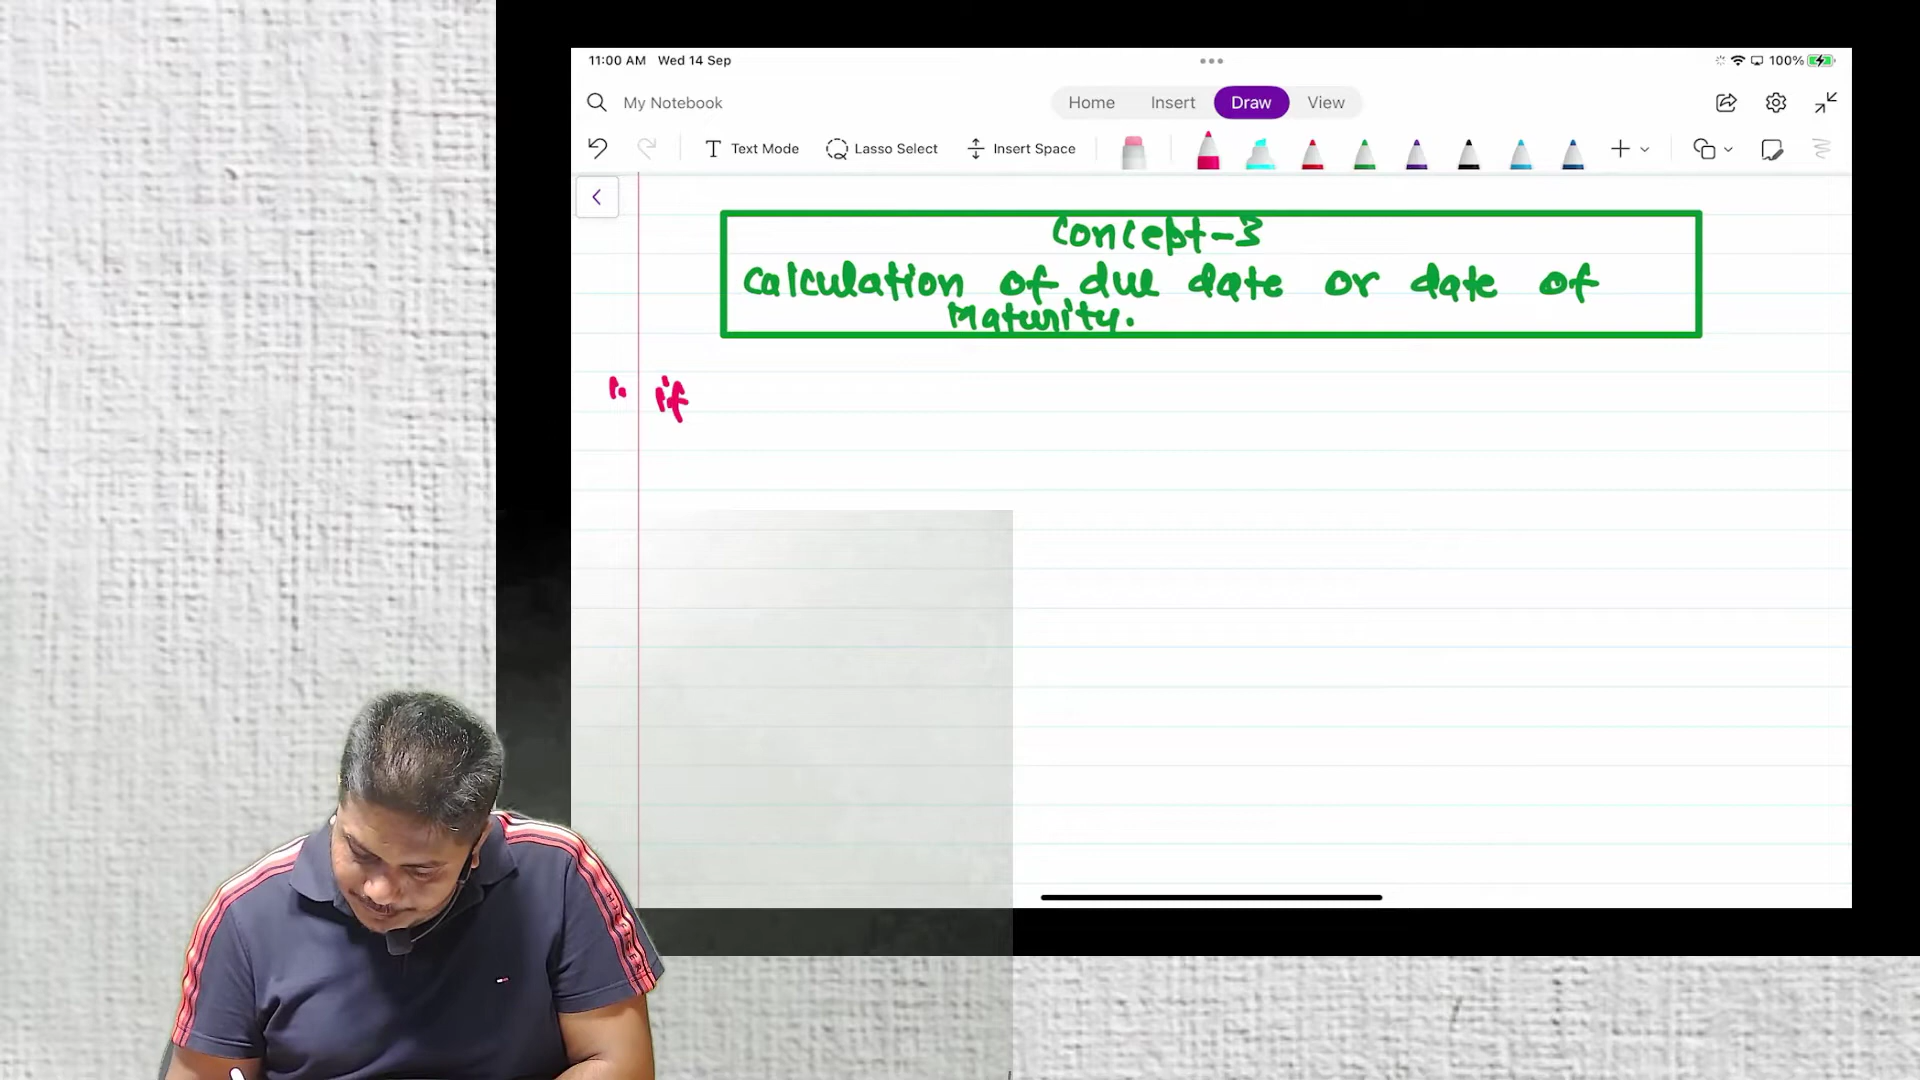 11:00 AM Wed 14 Sep
100%
My Notebook
Home Insert Draw View
Text Mode Lasso Select Insert Space
Concept-3
Calculation of due date or date of
Maturity.
1. if